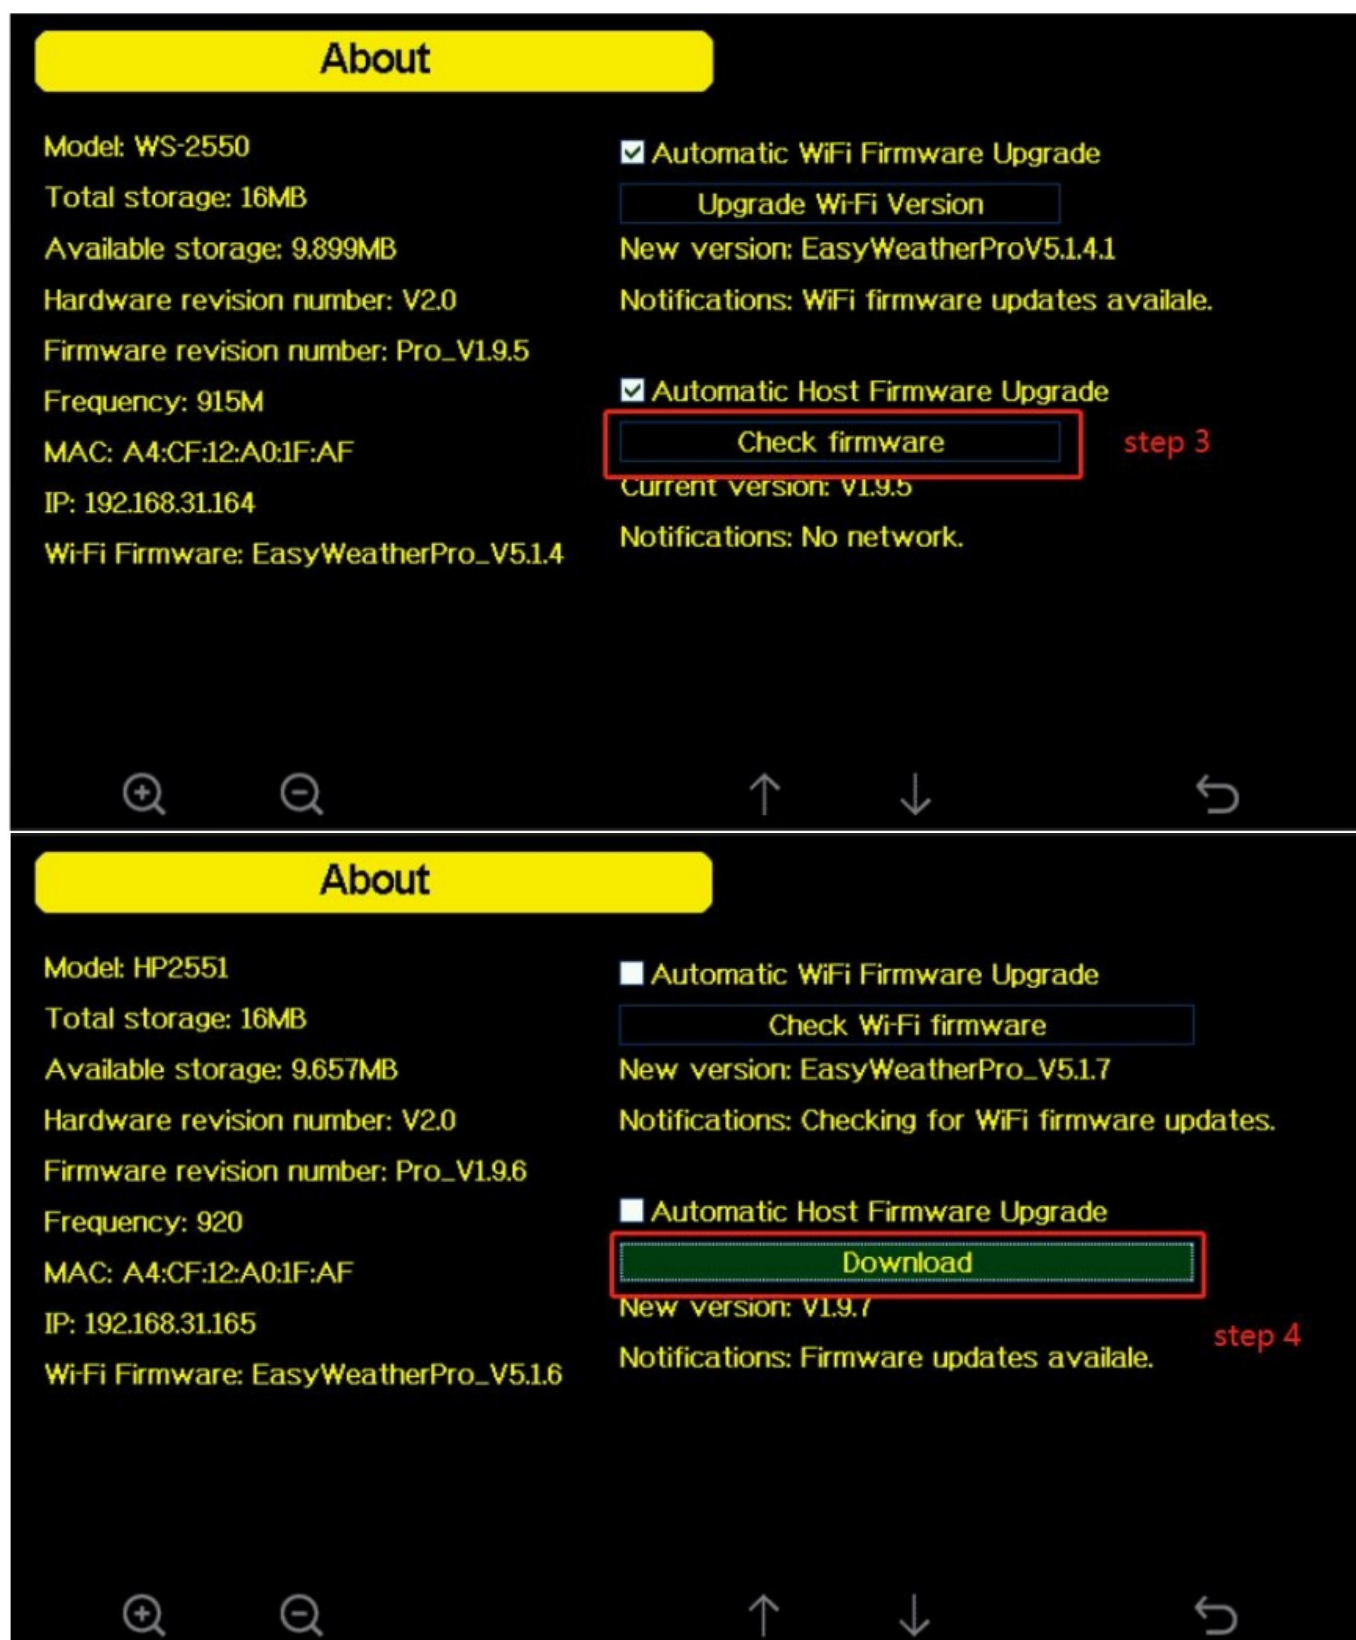 About
Model: WS-2550
Total storage: 16MB
Available storage: 9.899MB
Hardware revision number: V2.0
Firmware revision number: Pro_V1.9.5
Frequency: 915M
MAC: A4:CF:12:A0:1F:AF
IP: 192.168.31.164
Wi-Fi Firmware: EasyWeatherPro_V5.1.4
Automatic WiFi Firmware Upgrade
Upgrade Wi-Fi Version
New version: EasyWeatherProV5.1.4.1
Notifications: WiFi firmware updates availale.
Automatic Host Firmware Upgrade
Check firmware
step 3
Current version: V1.9.5
Notifications: No network.
About
Model: HP2551
Total storage: 16MB
Available storage: 9.657MB
Hardware revision number: V2.0
Firmware revision number: Pro_V1.9.6
Frequency: 920
MAC: A4:CF:12:A0:1F:AF
IP: 192.168.31.165
Wi-Fi Firmware: EasyWeatherPro_V5.1.6
Automatic WiFi Firmware Upgrade
Check Wi-Fi firmware
New version: EasyWeatherPro_V5.1.7
Notifications: Checking for WiFi firmware updates.
Automatic Host Firmware Upgrade
Download
New version: V1.9.7
step 4
Notifications: Firmware updates availale.